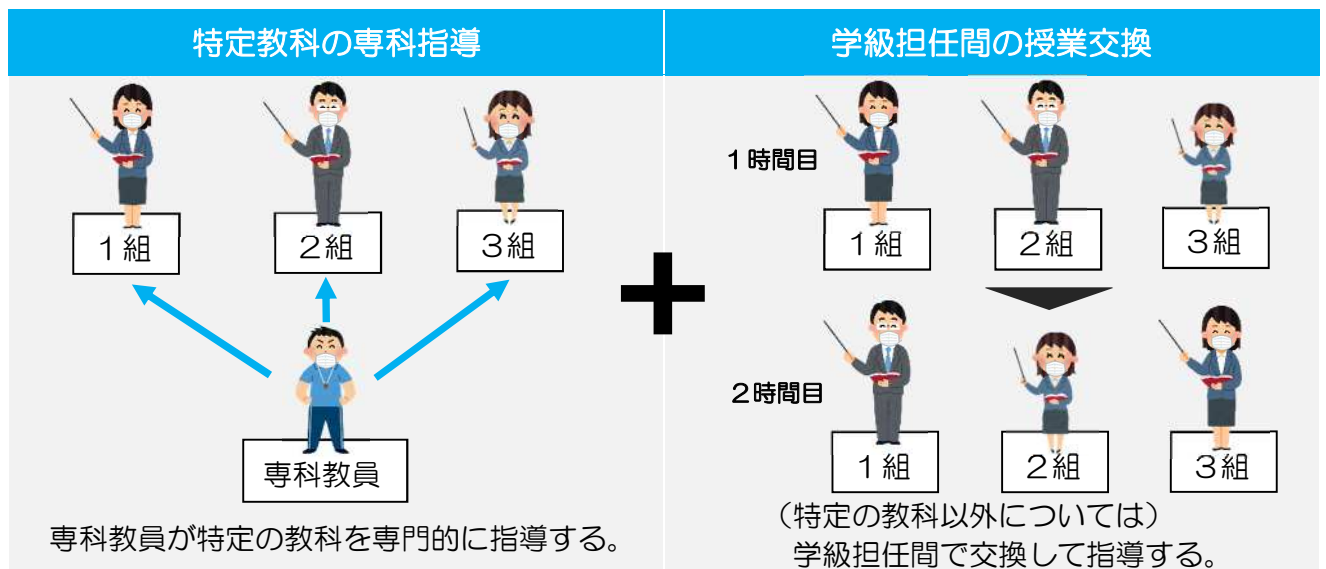 特定教科の専科指導
1組
2組
3組
専科教員
専科教員が特定の教科を専門的に指導する。
+
学級担任間の授業交換
1時間目
1組
2組
3組
2時間目
1組
2組
3組
(特定の教科以外については)
学級担任間で交換して指導する。